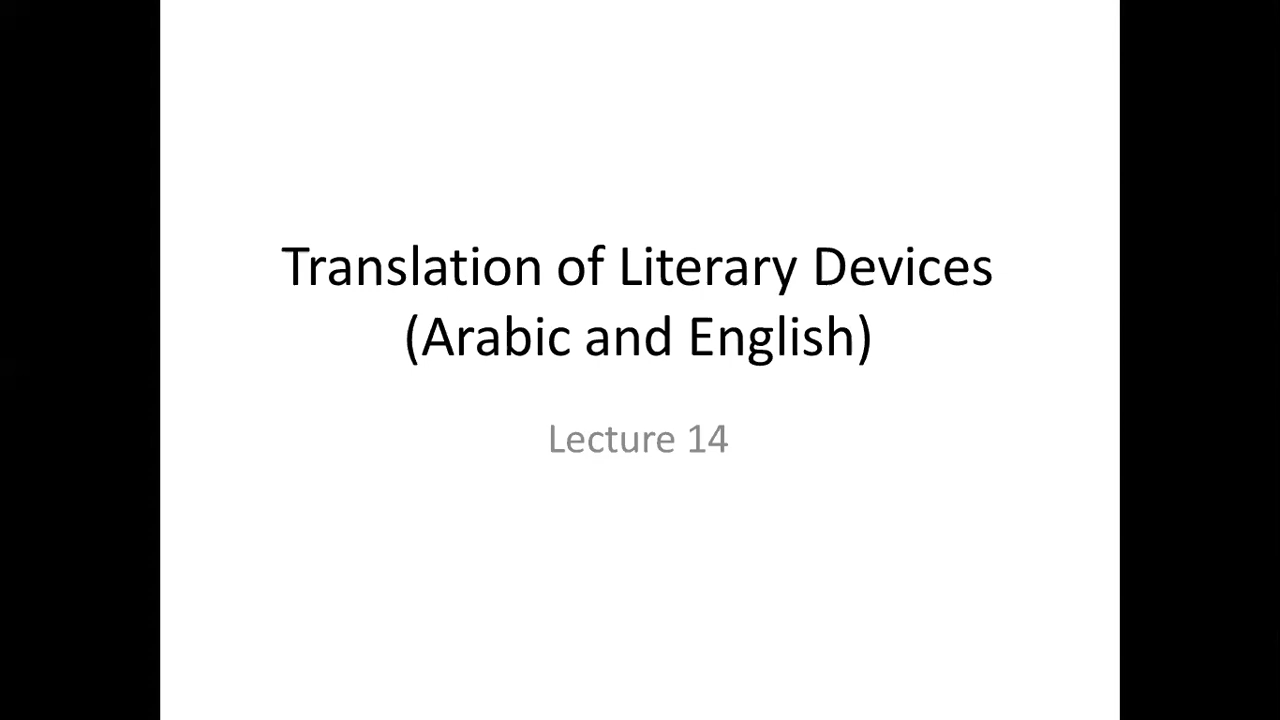 Translation of Literary Devices
(Arabic and English)
Lecture 14